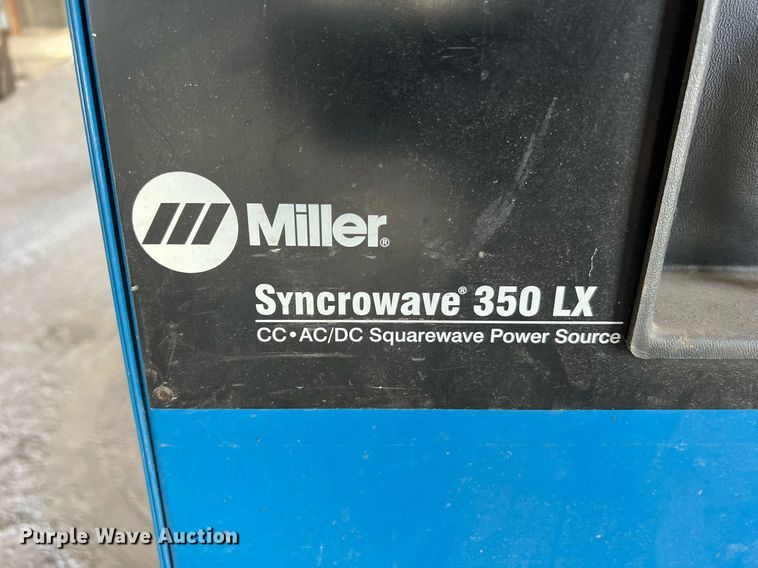 Miller®
Syncrowave® 350 LX
CC•AC/DC Squarewave Power Source
Purple Wave Auction